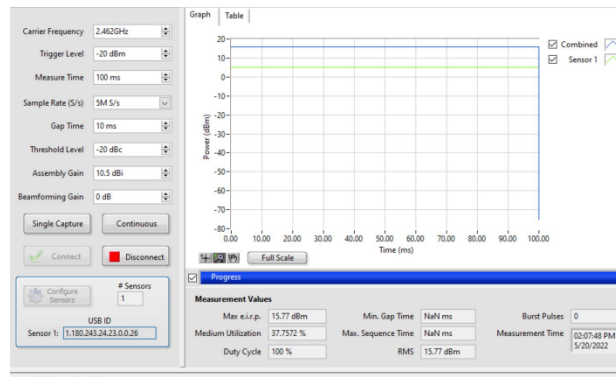 Graph Table
Carrier Frequency 2.462GHz
Trigger Level -20 dBm
Measure Time 100 ms
Sample Rate (S/s) 5M S/s
Gap Time 10 ms
Threshold Level -20 dBc
Assembly Gain 10.5 dBi
Beamforming Gain 0 dB
Single Capture Continuous
Connect Disconnect
Configure Sensors
# Sensors
1
USB ID
Sensor 1: 1.180.243.24.23.0.0.26
Power (dBm)
20
10
0
-10
-20
-30
-40
-50
-60
-70
-80
0.00 10.00 20.00 30.00 40.00 50.00 60.00 70.00 80.00 90.00 100.00
Time (ms)
Combined
Sensor 1
Full Scale
Progress
Measurement Values
Max e.i.r.p. 15.77 dBm Min. Gap Time NaN ms Burst Pulses 0
Medium Utilization 37.7572 % Max. Sequence Time NaN ms Measurement Time 02:07:48 PM
5/20/2022
Duty Cycle 100 % RMS 15.77 dBm